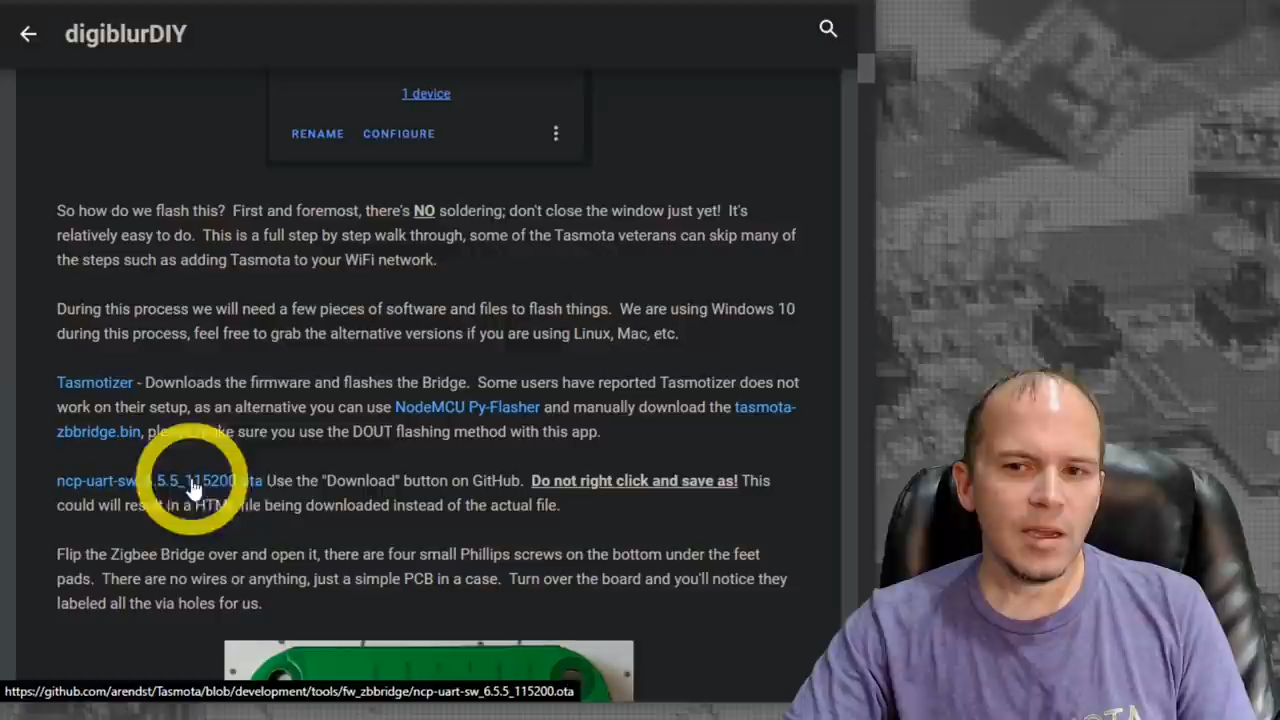 digiblurDIY
1 device
RENAME CONFIGURE
So how do we flash this? First and foremost, there's NO soldering; don't close the window just yet! It's
relatively easy to do. This is a full step by step walk through, some of the Tasmota veterans can skip many of
the steps such as adding Tasmota to your WiFi network.
During this process we will need a few pieces of software and files to flash things. We are using Windows 10
during this process, feel free to grab the alternative versions if you are using Linux, Mac, etc.
Tasmotizer - Downloads the firmware and flashes the Bridge. Some users have reported Tasmotizer does not
work on their setup, as an alternative you can use NodeMCU Py-Flasher and manually download the tasmota-
zbbridge.bin, please make sure you use the DOUT flashing method with this app.
ncp-uart-sw_6.5.5_115200.ota Use the "Download" button on GitHub. Do not right click and save as! This
could will result in a HTML file being downloaded instead of the actual file.
Flip the Zigbee Bridge over and open it, there are four small Phillips screws on the bottom under the feet
pads. There are no wires or anything, just a simple PCB in a case. Turn over the board and you'll notice they
labeled all the via holes for us.
https://github.com/arendst/Tasmota/blob/development/tools/fw_zbbridge/ncp-uart-sw_6.5.5_115200.ota